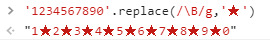 > '1234567890'.replace(/\B/g,'★')
< "1★2★3★4★5★6★7★8★9★0"